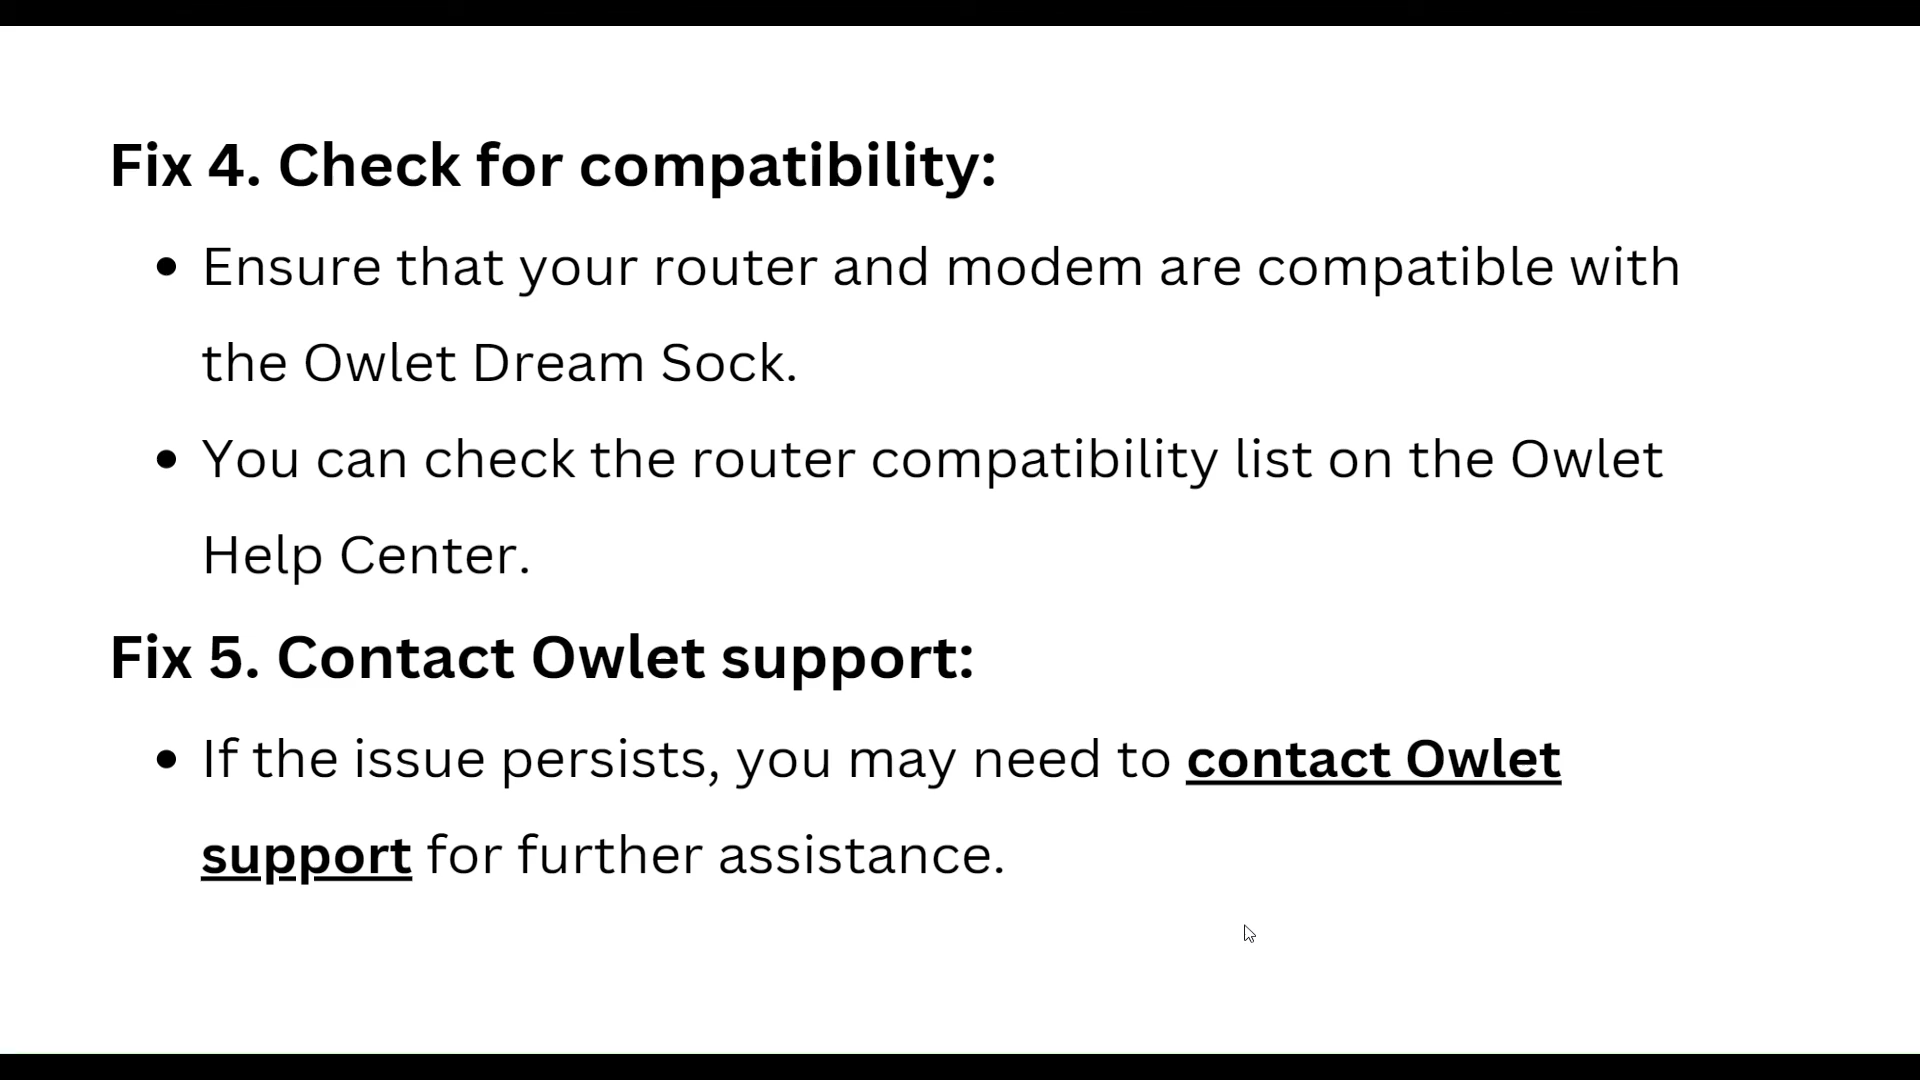 Fix 4. Check for compatibility:
• Ensure that your router and modem are compatible with
the Owlet Dream Sock.
• You can check the router compatibility list on the Owlet
Help Center.
Fix 5. Contact Owlet support:
• If the issue persists, you may need to contact Owlet
support for further assistance.